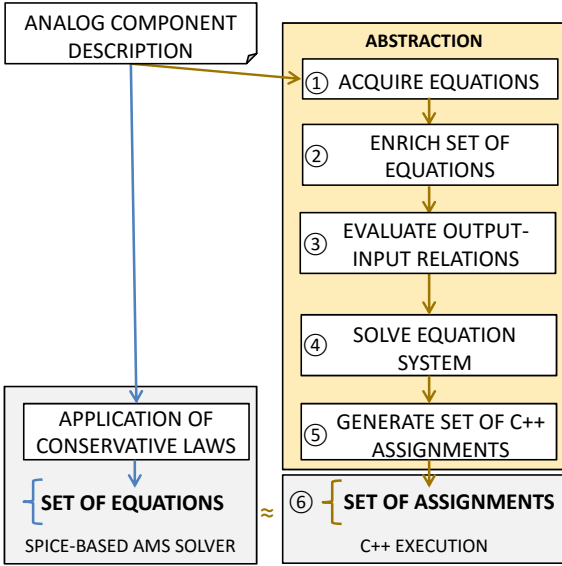 ANALOG COMPONENT
DESCRIPTION
ABSTRACTION
① ACQUIRE EQUATIONS
② ENRICH SET OF
EQUATIONS
③ EVALUATE OUTPUT-
INPUT RELATIONS
④ SOLVE EQUATION
SYSTEM
⑤ GENERATE SET OF C++
ASSIGNMENTS
APPLICATION OF
CONSERVATIVE LAWS
SET OF EQUATIONS
SPICE-BASED AMS SOLVER
≈
⑥ SET OF ASSIGNMENTS
C++ EXECUTION